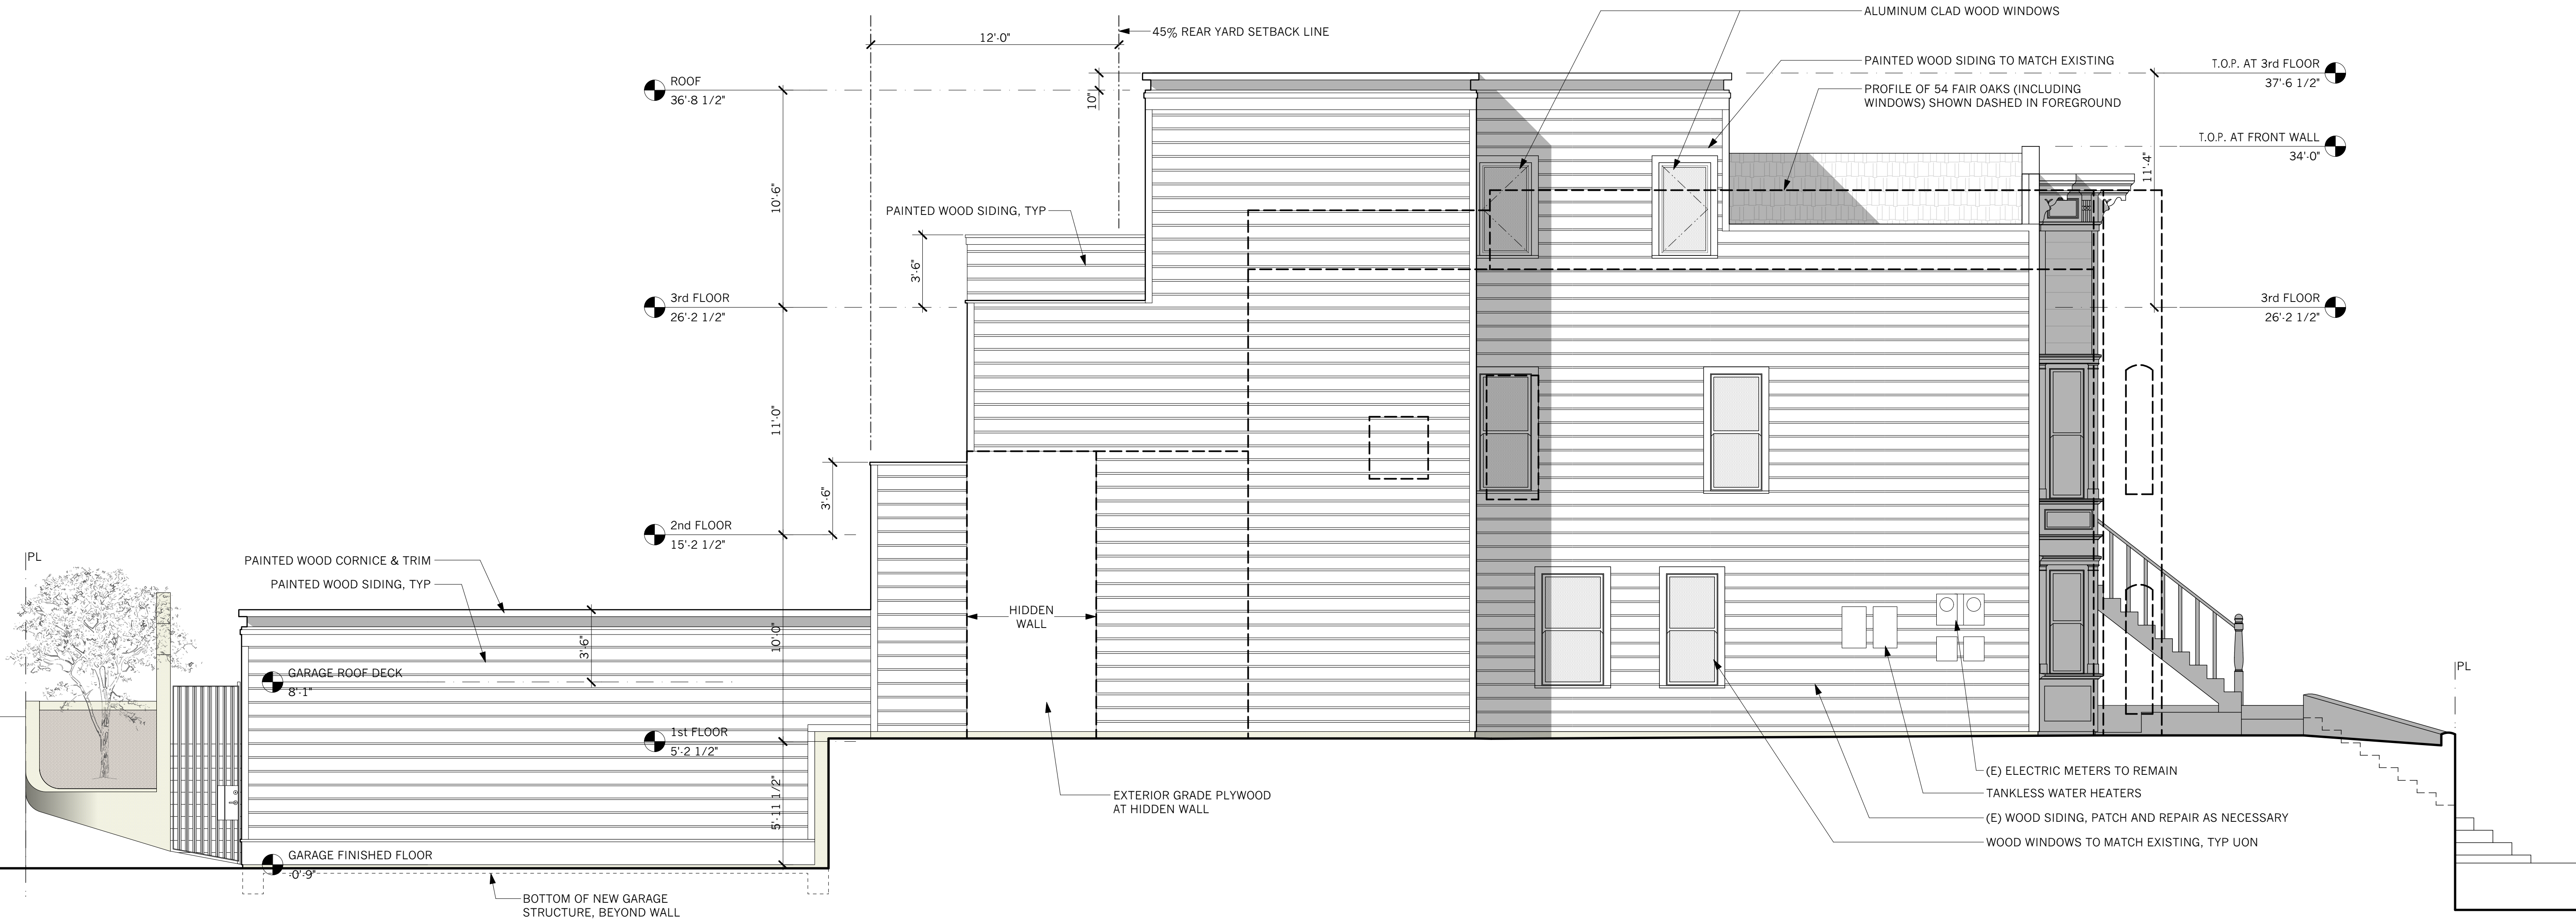 ALUMINUM CLAD WOOD WINDOWS
12'-0"
45% REAR YARD SETBACK LINE
PAINTED WOOD SIDING TO MATCH EXISTING
T.O.P. AT 3rd FLOOR
37'-6 1/2"
ROOF
36'-8 1/2"
10"
PROFILE OF 54 FAIR OAKS (INCLUDING
WINDOWS) SHOWN DASHED IN FOREGROUND
T.O.P. AT FRONT WALL
34'-0"
11'-4"
10'-6"
PAINTED WOOD SIDING, TYP
3'-6"
3rd FLOOR
26'-2 1/2"
3rd FLOOR
26'-2 1/2"
11'-0"
3'-6"
2nd FLOOR
15'-2 1/2"
PL
PAINTED WOOD CORNICE & TRIM
PAINTED WOOD SIDING, TYP
HIDDEN
WALL
10'-0"
3'-6"
GARAGE ROOF DECK
8'-1"
PL
1st FLOOR
5'-2 1/2"
5'-11 1/2"
(E) ELECTRIC METERS TO REMAIN
TANKLESS WATER HEATERS
EXTERIOR GRADE PLYWOOD
AT HIDDEN WALL
(E) WOOD SIDING, PATCH AND REPAIR AS NECESSARY
WOOD WINDOWS TO MATCH EXISTING, TYP UON
GARAGE FINISHED FLOOR
-0'-9"
BOTTOM OF NEW GARAGE
STRUCTURE, BEYOND WALL